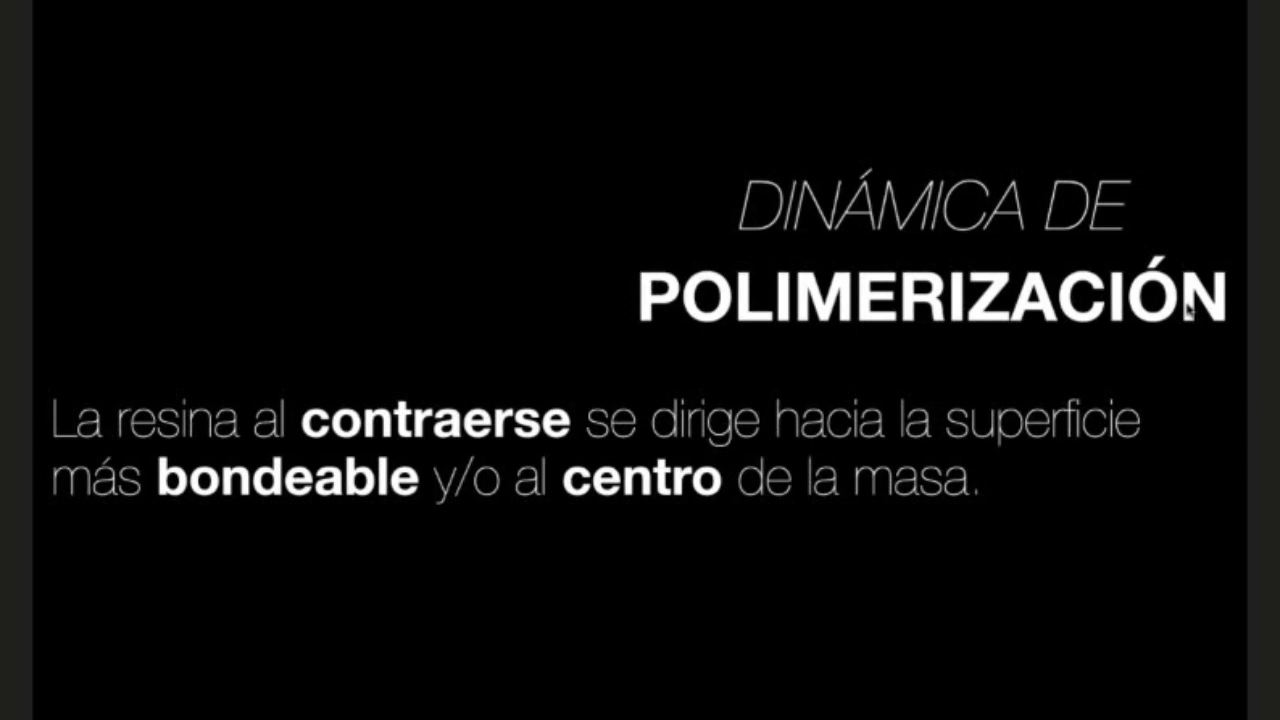 DINÁMICA DE
POLIMERIZACIÓN
La resina al contraerse se dirige hacia la superficie
más bondeable y/o al centro de la masa.